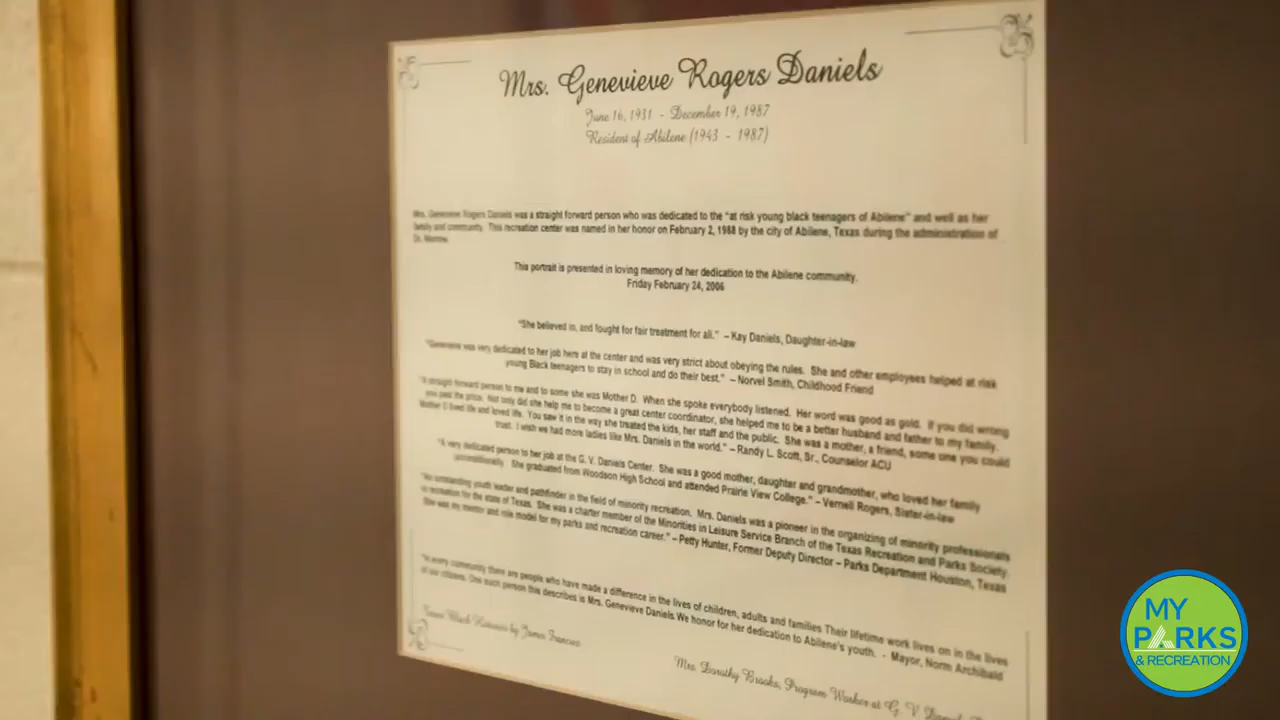 Mrs. Genevieve Rogers Daniels
June 16, 1931 - December 19, 1987
Resident of Abilene (1943 - 1987)
Mrs. Genevieve Rogers Daniels was a straight forward person who was dedicated to the "at risk young black teenagers of Abilene" and well as her
family and community. This recreation center was named in her honor on February 2, 1988 by the city of Abilene, Texas during the administration of
Dr.
This portrait is presented in loving memory of her dedication to the Abilene community.
Friday February 24, 2006
"She believed in, and fought for fair treatment for all." – Kay Daniels, Daughter-in-law
"Genevieve was very dedicated to her job here at the center and was very strict about obeying the rules. She and other employees helped at risk
young Black teenagers to stay in school and do their best." – Norvel Smith, Childhood Friend
"A straight forward person to me and to some she was Mother D. When she spoke everybody listened. Her word was good as gold. If you did wrong
you paid the price. Not only did she help me to become a great center coordinator, she helped me to be a better husband and father to my family.
Mother D lived life and loved life. You saw it in the way she treated the kids, her staff and the public. She was a mother, a friend, some one you could
trust. I wish we had more ladies like Mrs. Daniels in the world." – Randy L. Scott, Sr., Counselor ACU
"A very dedicated person to her job at the G. V. Daniels Center. She was a good mother, daughter and grandmother, who loved her family
unconditionally. She graduated from Woodson High School and attended Prairie View College." – Vernell Rogers, Sister-in-law
"An outstanding youth leader and pathfinder in the field of minority recreation. Mrs. Daniels was a pioneer in the organizing of minority professionals
in recreation for the state of Texas. She was a charter member of the Minorities in Leisure Service Branch of the Texas Recreation and Parks Society.
She was my mentor and role model for my parks and recreation career." – Petty Hunter, Former Deputy Director – Parks Department Houston, Texas
"In every community there are people who have made a difference in the lives of children, adults and families Their lifetime work lives on in the lives
of our citizens. One such person this describes is Mrs. Genevieve Daniels We honor for her dedication to Abilene's youth. - Mayor, Norm Archibald
Black by James
Mrs. Dorothy Brooks, Program Worker at G. V. Daniels
MY
PARKS
& RECREATION